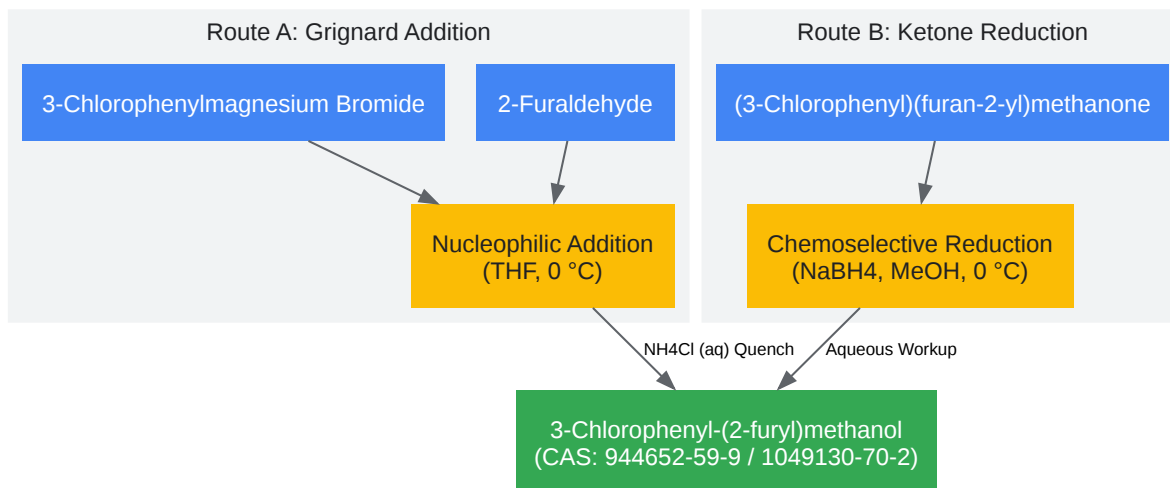 Route A: Grignard Addition
Route B: Ketone Reduction
3-Chlorophenylmagnesium Bromide
2-Furaldehyde
(3-Chlorophenyl)(furan-2-yl)methanone
Nucleophilic Addition
(THF, 0 °C)
Chemoselective Reduction
(NaBH4, MeOH, 0 °C)
NH4Cl (aq) Quench
Aqueous Workup
3-Chlorophenyl-(2-furyl)methanol
(CAS: 944652-59-9 / 1049130-70-2)